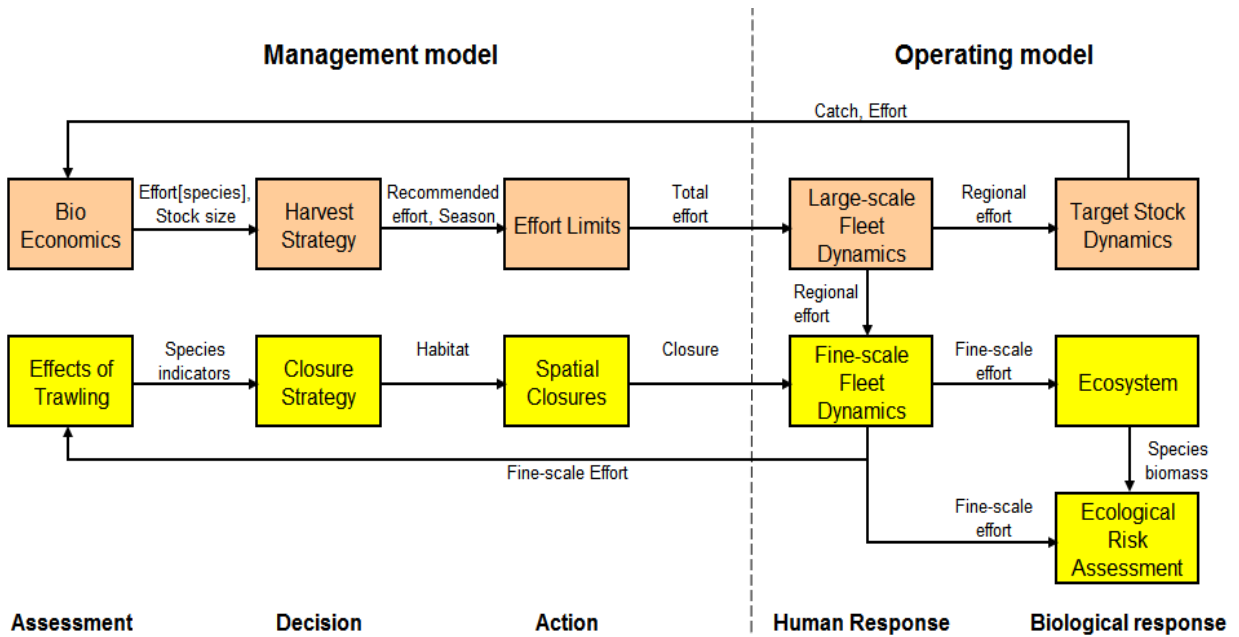 Management model
Operating model
Catch, Effort
Bio
Economics
Effort[species],
Stock size
Harvest
Strategy
Recommended
effort, Season
Effort Limits
Total
effort
Large-scale
Fleet
Dynamics
Regional
effort
Target Stock
Dynamics
Regional
effort
Effects of
Trawling
Species
indicators
Closure
Strategy
Habitat
Spatial
Closures
Closure
Fine-scale
Fleet
Dynamics
Fine-scale
effort
Ecosystem
Species
biomass
Fine-scale Effort
Fine-scale
effort
Ecological
Risk
Assessment
Assessment
Decision
Action
Human Response
Biological response